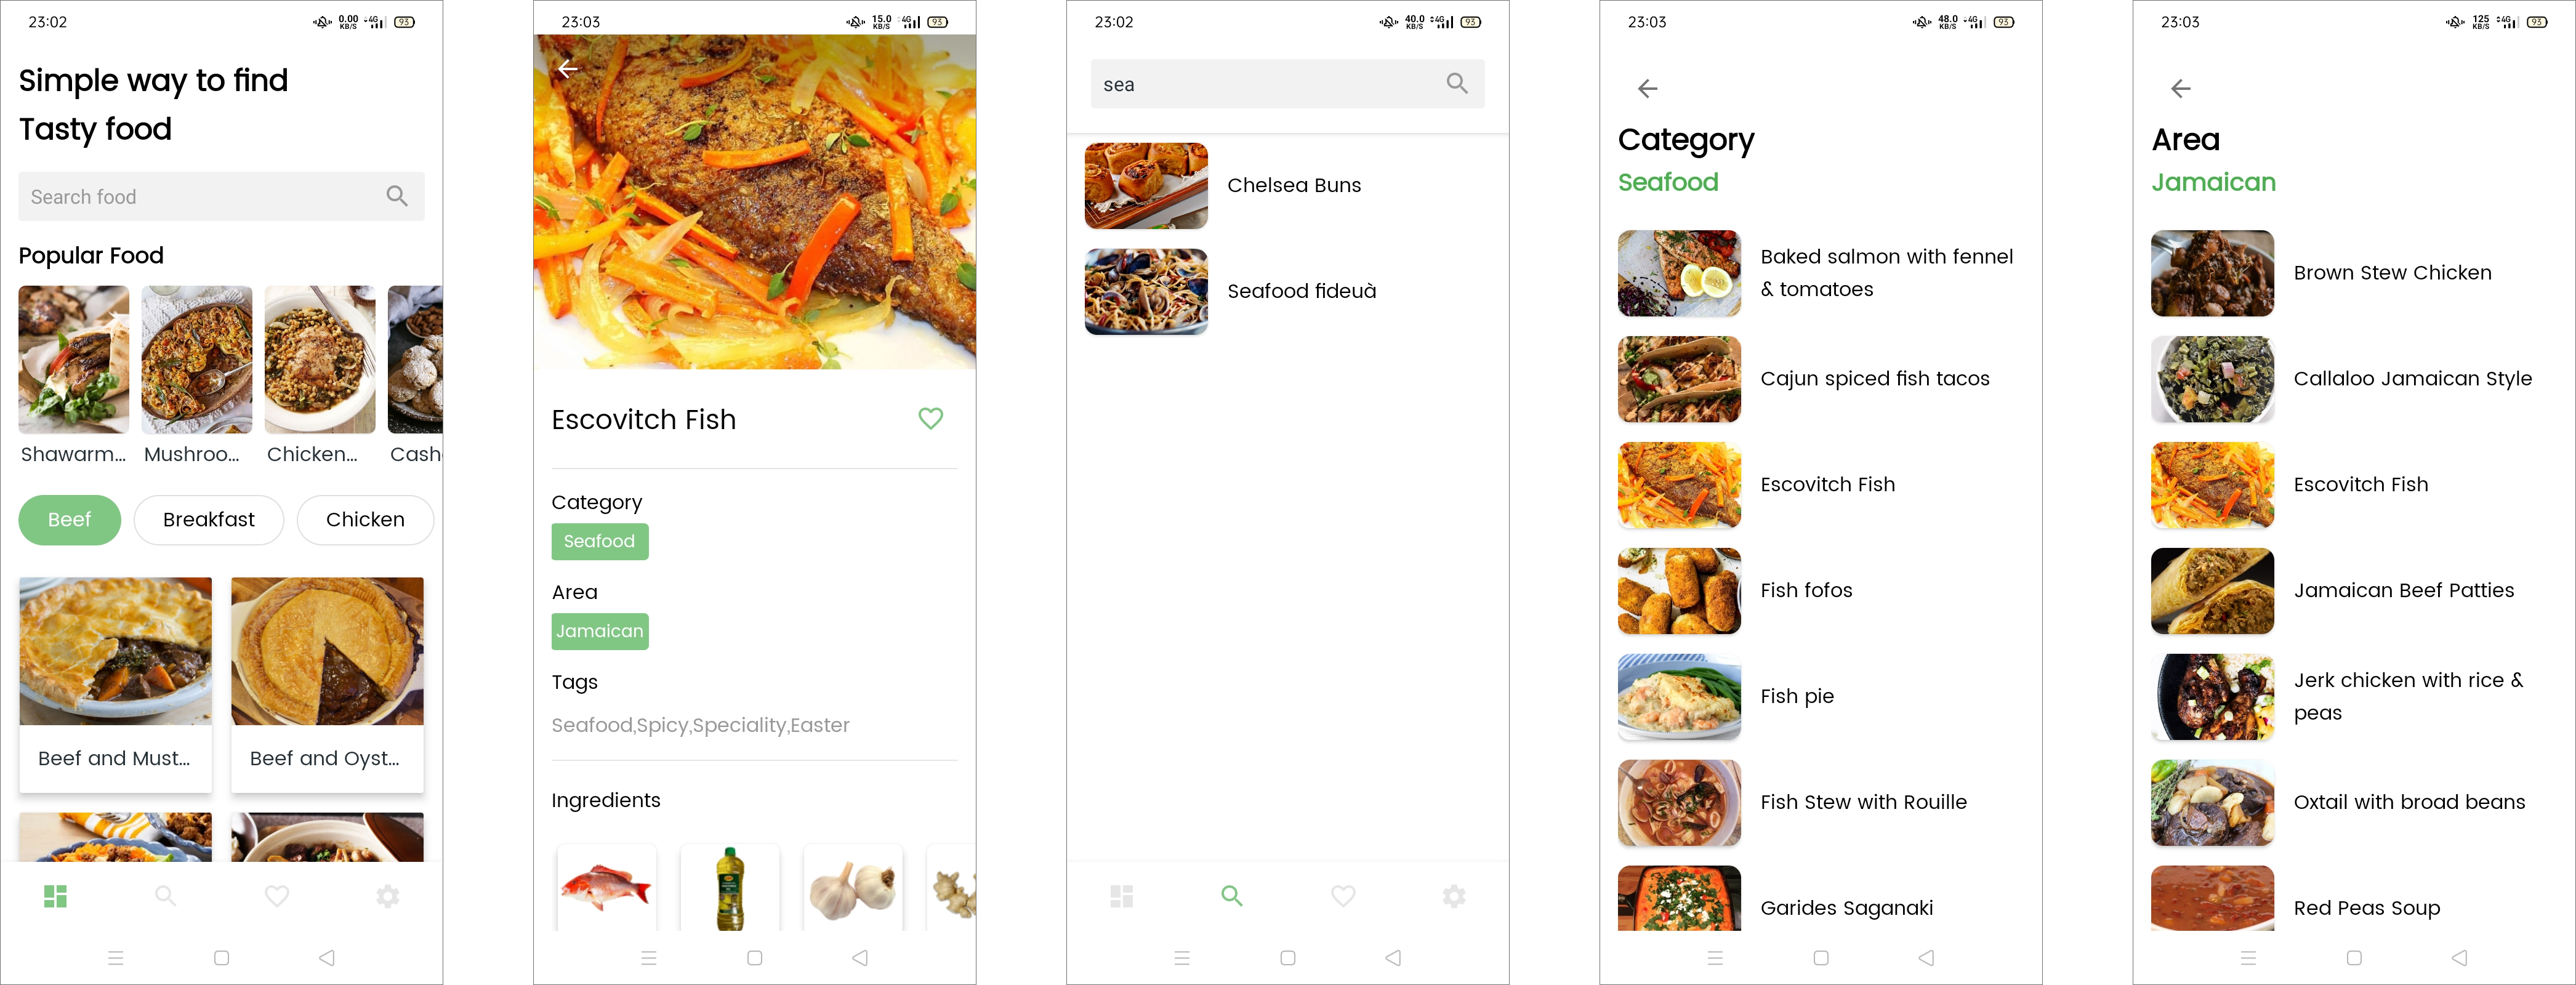 23:02
0.00
KB/S
4G
93
Simple way to find
Tasty food
Search food
Popular Food
Shawarm...
Mushroo...
Chicken...
Cash
Beef
Breakfast
Chicken
Beef and Must...
Beef and Oyst...
23:03
15.0
KB/S
4G
93
Escovitch Fish
Category
Seafood
Area
Jamaican
Tags
Seafood,Spicy,Speciality,Easter
Ingredients
23:02
40.0
KB/S
4G
93
sea
Chelsea Buns
Seafood fideuà
23:03
48.0
KB/S
4G
93
Category
Seafood
Baked salmon with fennel
& tomatoes
Cajun spiced fish tacos
Escovitch Fish
Fish fofos
Fish pie
Fish Stew with Rouille
Garides Saganaki
23:03
125
KB/S
4G
93
Area
Jamaican
Brown Stew Chicken
Callaloo Jamaican Style
Escovitch Fish
Jamaican Beef Patties
Jerk chicken with rice &
peas
Oxtail with broad beans
Red Peas Soup